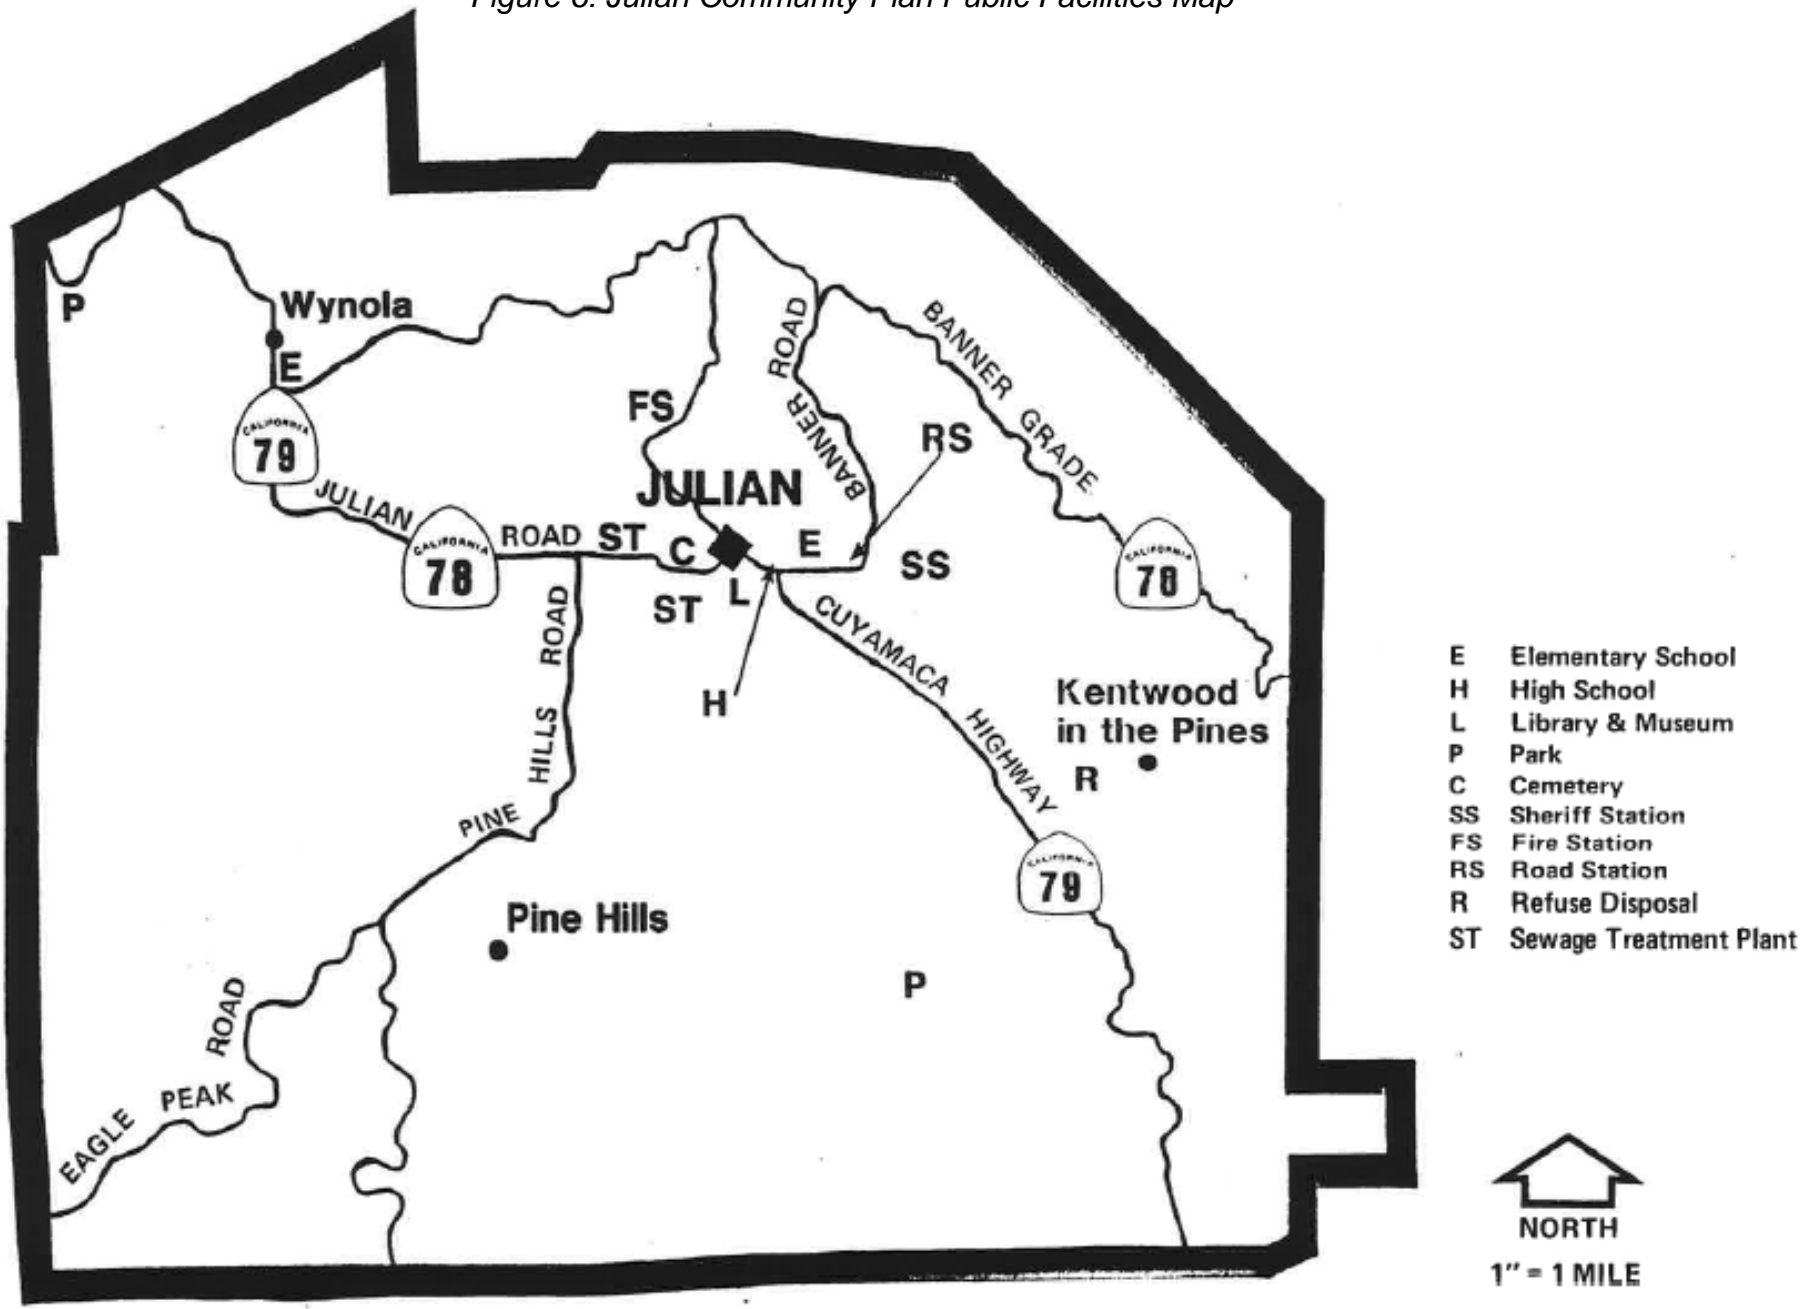 Figure 6. Julian Community Plan Public Facilities Map
P
Wynola
E
CALIFORNIA
79
JULIAN
CALIFORNIA
78
ROAD
ST
C
FS
JULIAN
ROAD
BANNER
BANNER GRADE
RS
E
SS
L
ST
H
CALIFORNIA
78
CUYAMACA
HIGHWAY
Kentwood
in the Pines
R
CALIFORNIA
79
PINE
HILLS
ROAD
Pine Hills
P
EAGLE
PEAK
ROAD
E Elementary School
H High School
L Library & Museum
P Park
C Cemetery
SS Sheriff Station
FS Fire Station
RS Road Station
R Refuse Disposal
ST Sewage Treatment Plant
NORTH
1" = 1 MILE